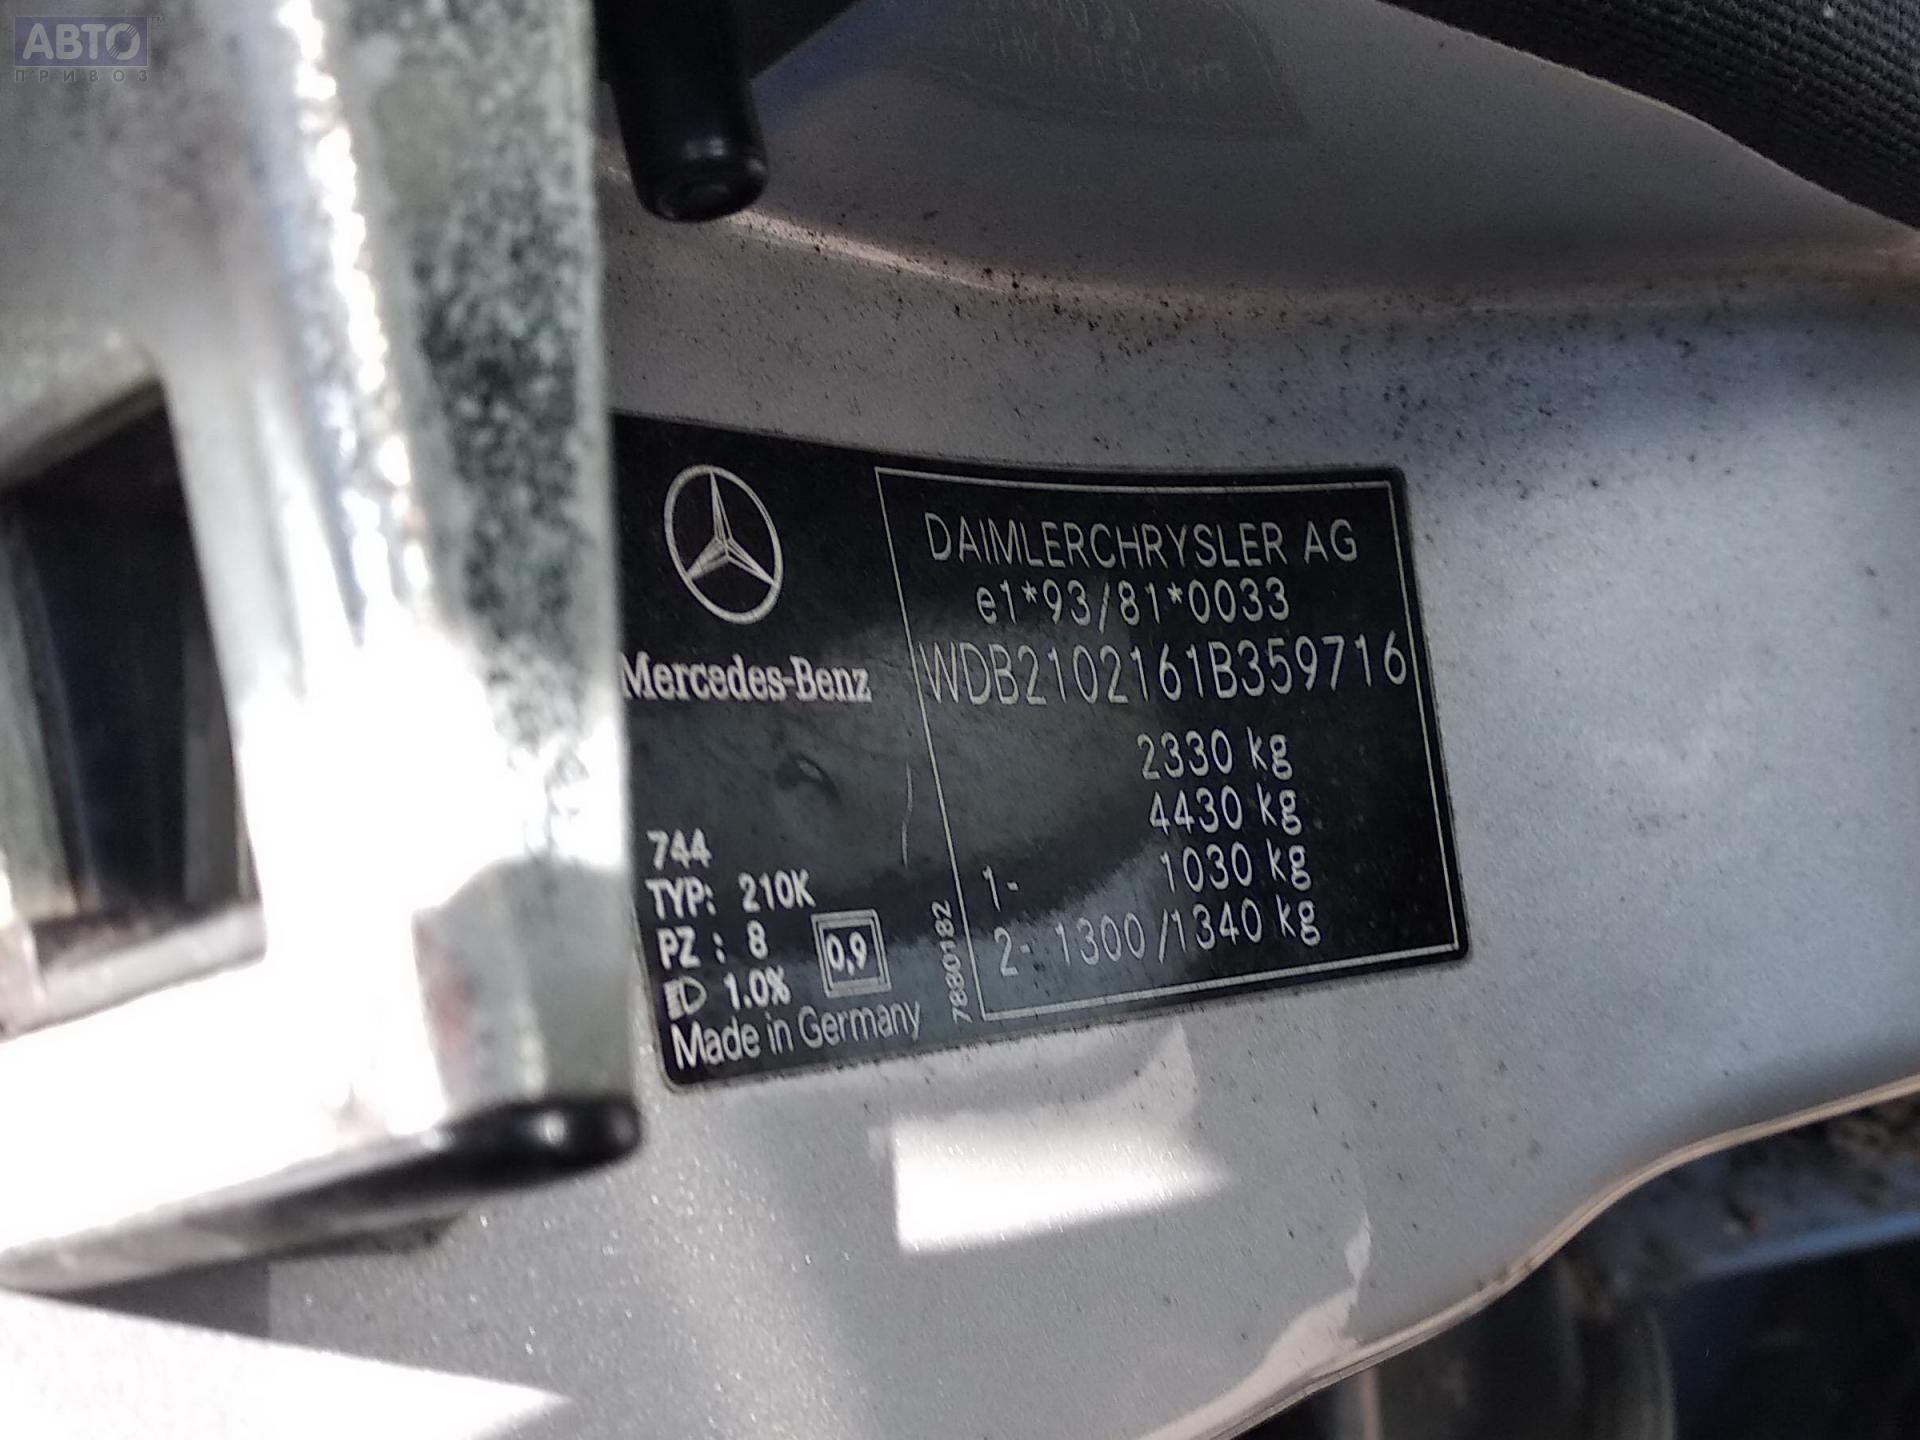 АВТО
ПРИВОЗ
DAIMLERCHRYSLER AG
e1*93/81*0033
WDB2102161B359716
2330 kg
4430 kg
1- 1030 kg
2- 1300/1340 kg
Mercedes-Benz
744
TYP: 210K
PZ : 8
1.0%
0,9
Made in Germany
7880182